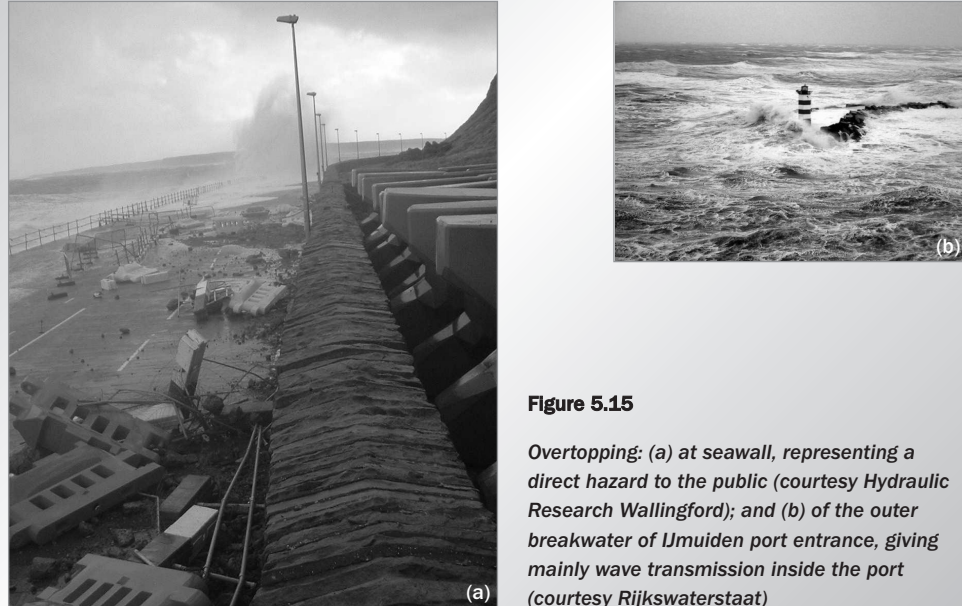 (a)
(b)
Figure 5.15
Overtopping: (a) at seawall, representing a
direct hazard to the public (courtesy Hydraulic
Research Wallingford); and (b) of the outer
breakwater of IJmuiden port entrance, giving
mainly wave transmission inside the port
(courtesy Rijkswaterstaat)